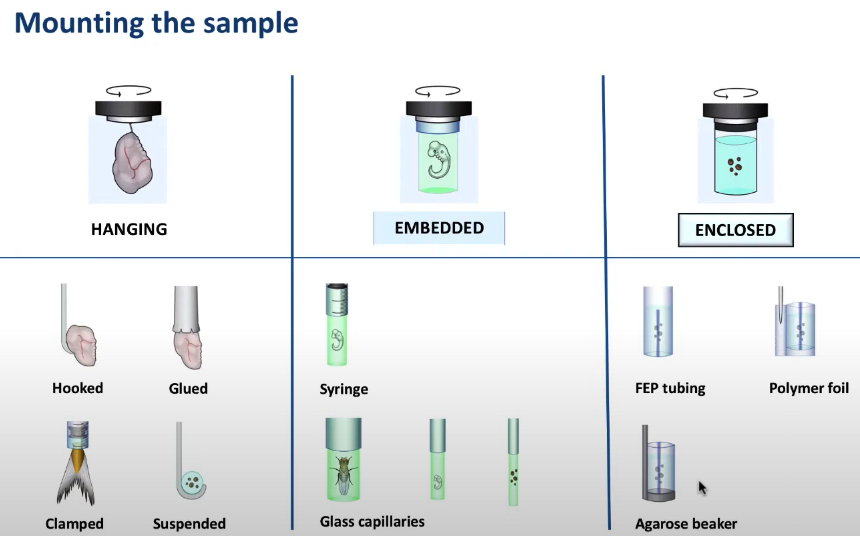 Mounting the sample
HANGING
EMBEDDED
ENCLOSED
Hooked
Glued
Syringe
FEP tubing
Polymer foil
Clamped
Suspended
Glass capillaries
Agarose beaker